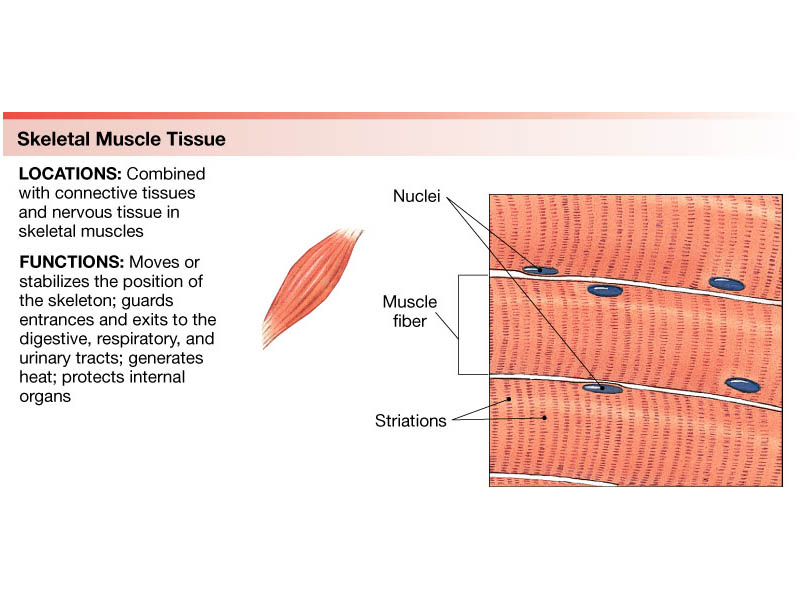 Skeletal Muscle Tissue
LOCATIONS: Combined
with connective tissues
and nervous tissue in
skeletal muscles
FUNCTIONS: Moves or
stabilizes the position of
the skeleton; guards
entrances and exits to the
digestive, respiratory, and
urinary tracts; generates
heat; protects internal
organs
Nuclei
Muscle
fiber
Striations